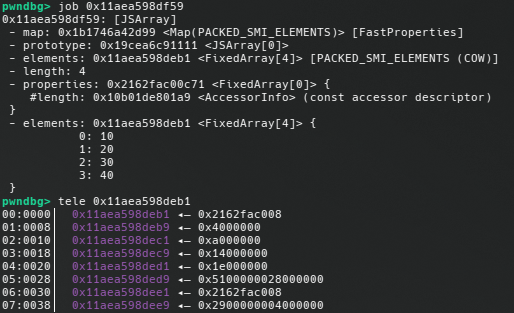 pwndbg> job 0x11aea598df59
0x11aea598df59: [JSArray]
 - map: 0x1b1746a42d99 <Map(PACKED_SMI_ELEMENTS)> [FastProperties]
 - prototype: 0x19cea6c91111 <JSArray[0]>
 - elements: 0x11aea598deb1 <FixedArray[4]> [PACKED_SMI_ELEMENTS (COW)]
 - length: 4
 - properties: 0x2162fac00c71 <FixedArray[0]> {
    #length: 0x10b01de801a9 <AccessorInfo> (const accessor descriptor)
 }
 - elements: 0x11aea598deb1 <FixedArray[4]> {
           0: 10
           1: 20
           2: 30
           3: 40
 }
pwndbg> tele 0x11aea598deb1
00:0000│  0x11aea598deb1 ◂— 0x2162fac008
01:0008│  0x11aea598deb9 ◂— 0x4000000
02:0010│  0x11aea598dec1 ◂— 0xa000000
03:0018│  0x11aea598dec9 ◂— 0x14000000
04:0020│  0x11aea598ded1 ◂— 0x1e000000
05:0028│  0x11aea598ded9 ◂— 0x5100000028000000
06:0030│  0x11aea598dee1 ◂— 0x2162fac008
07:0038│  0x11aea598dee9 ◂— 0x2900000004000000